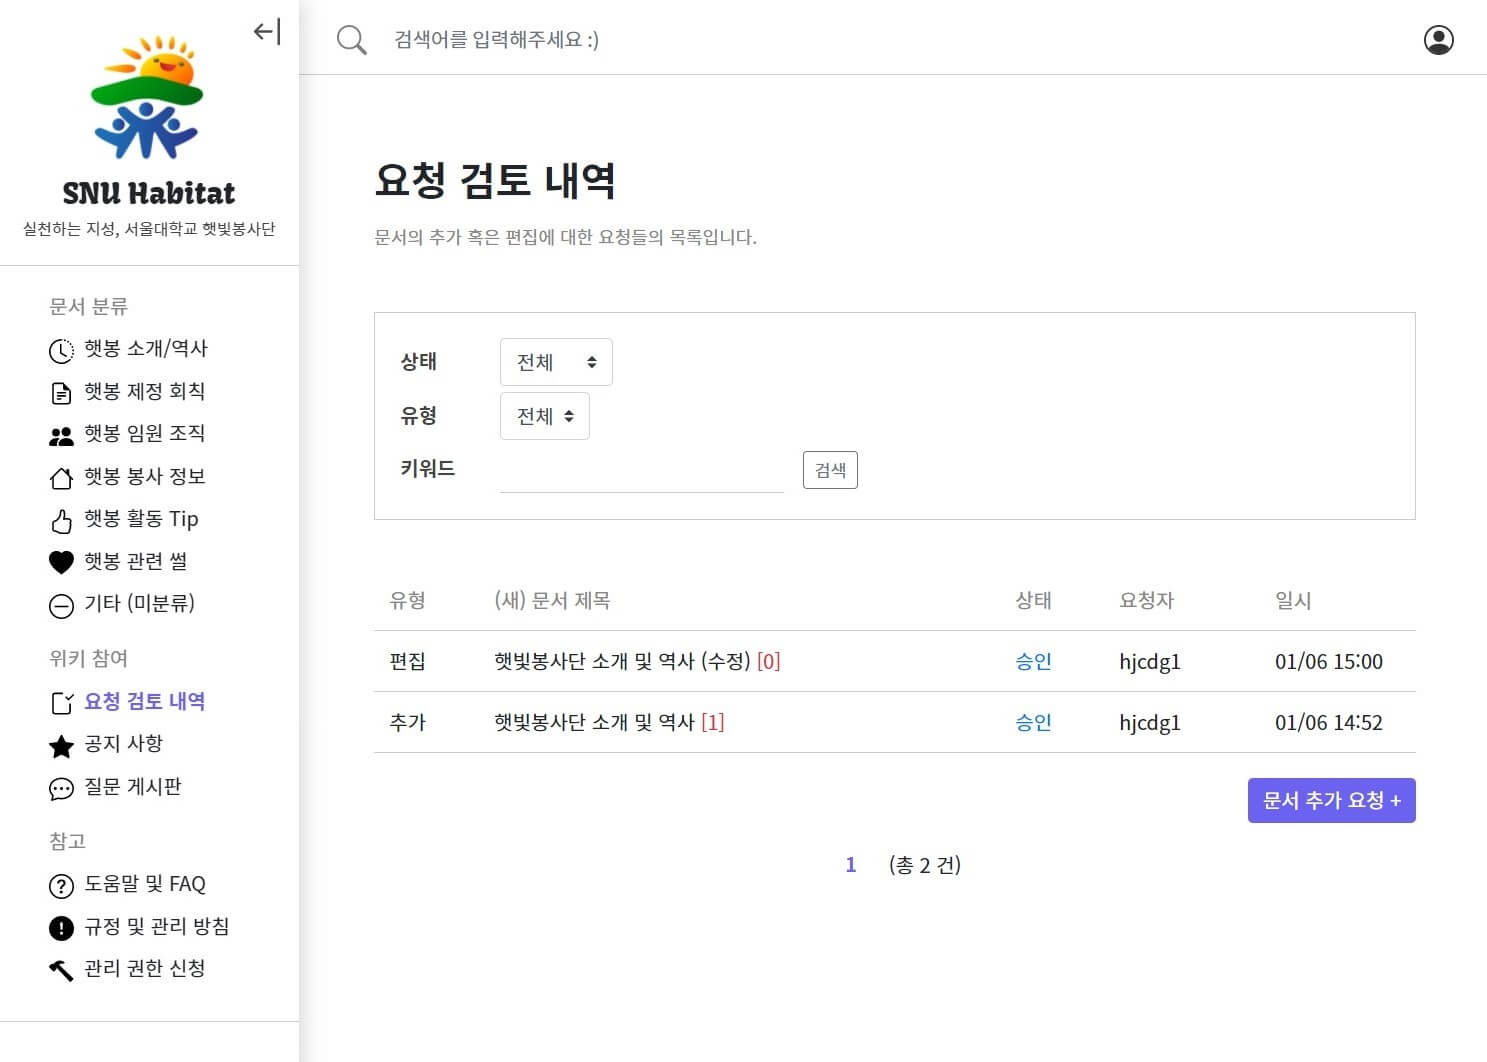 SNU Habitat
실천하는 지성, 서울대학교 햇빛봉사단
문서 분류
햇봉 소개/역사
햇봉 제정 회칙
햇봉 임원 조직
햇봉 봉사 정보
햇봉 활동 Tip
햇봉 관련 썰
기타 (미분류)
위키 참여
요청 검토 내역
공지 사항
질문 게시판
참고
도움말 및 FAQ
규정 및 관리 방침
관리 권한 신청
검색어를 입력해주세요 :)
요청 검토 내역
문서의 추가 혹은 편집에 대한 요청들의 목록입니다.
상태 전체
유형 전체
키워드 검색
유형 (새) 문서 제목 상태 요청자 일시
편집 햇빛봉사단 소개 및 역사 (수정) [0] 승인 hjcdg1 01/06 15:00
추가 햇빛봉사단 소개 및 역사 [1] 승인 hjcdg1 01/06 14:52
문서 추가 요청 +
1 (총 2 건)